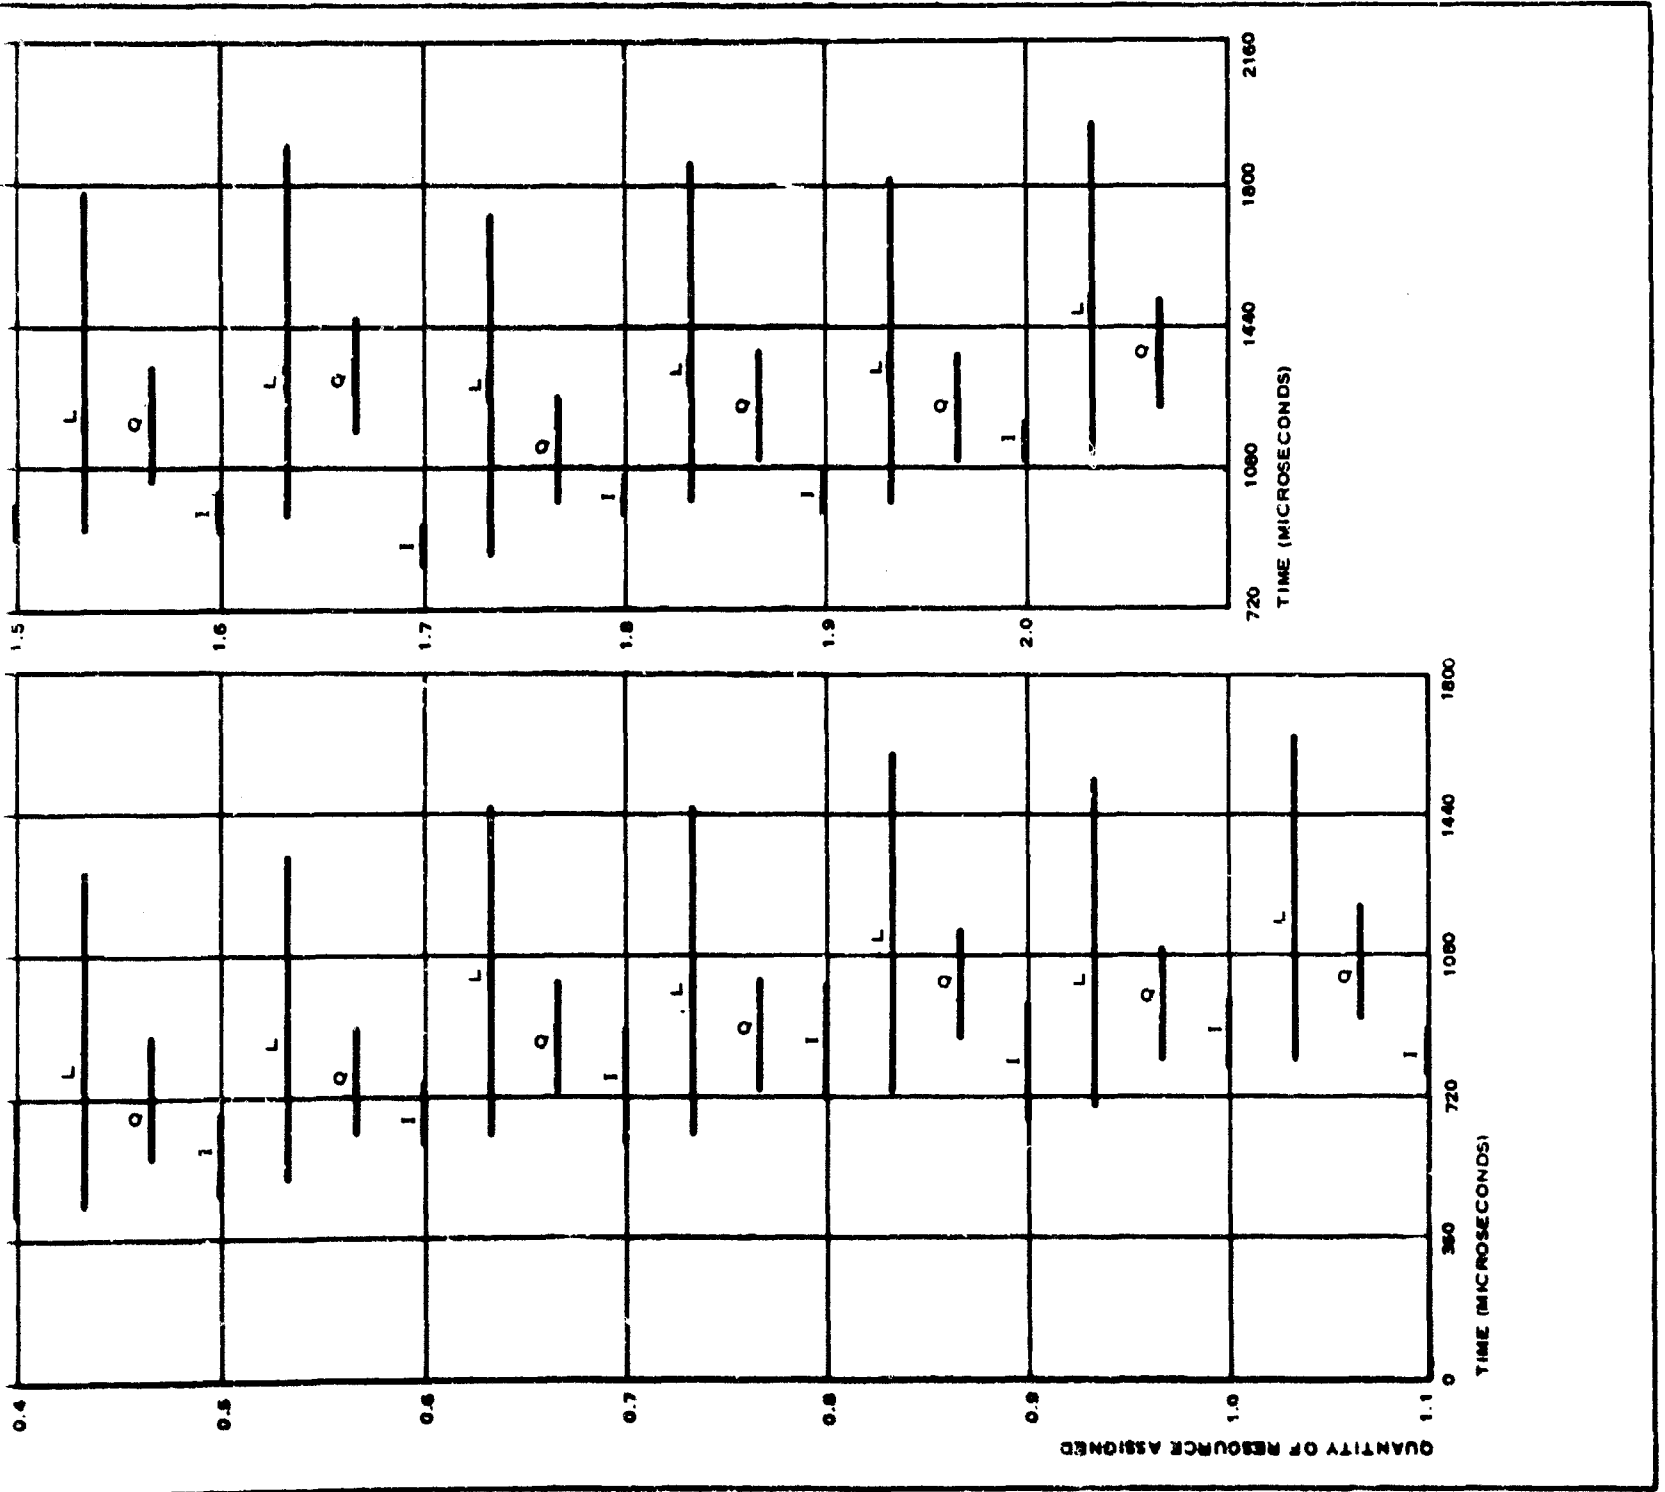 QUANTITY OF RESOURCE ASSIGNED
0.4
L
Q
I
0.5
L
Q
I
0.6
L
Q
I
0.7
L
Q
I
0.8
L
Q
I
0.9
L
Q
I
1.0
L
Q
I
1.1
0 360 720 1080 1440 1800
TIME (MICROSECONDS)
1.5
L
Q
I
1.6
L
Q
I
1.7
L
Q
I
1.8
L
Q
I
1.9
L
Q
I
2.0
L
Q
720 1080 1440 1800 2160
TIME (MICROSECONDS)